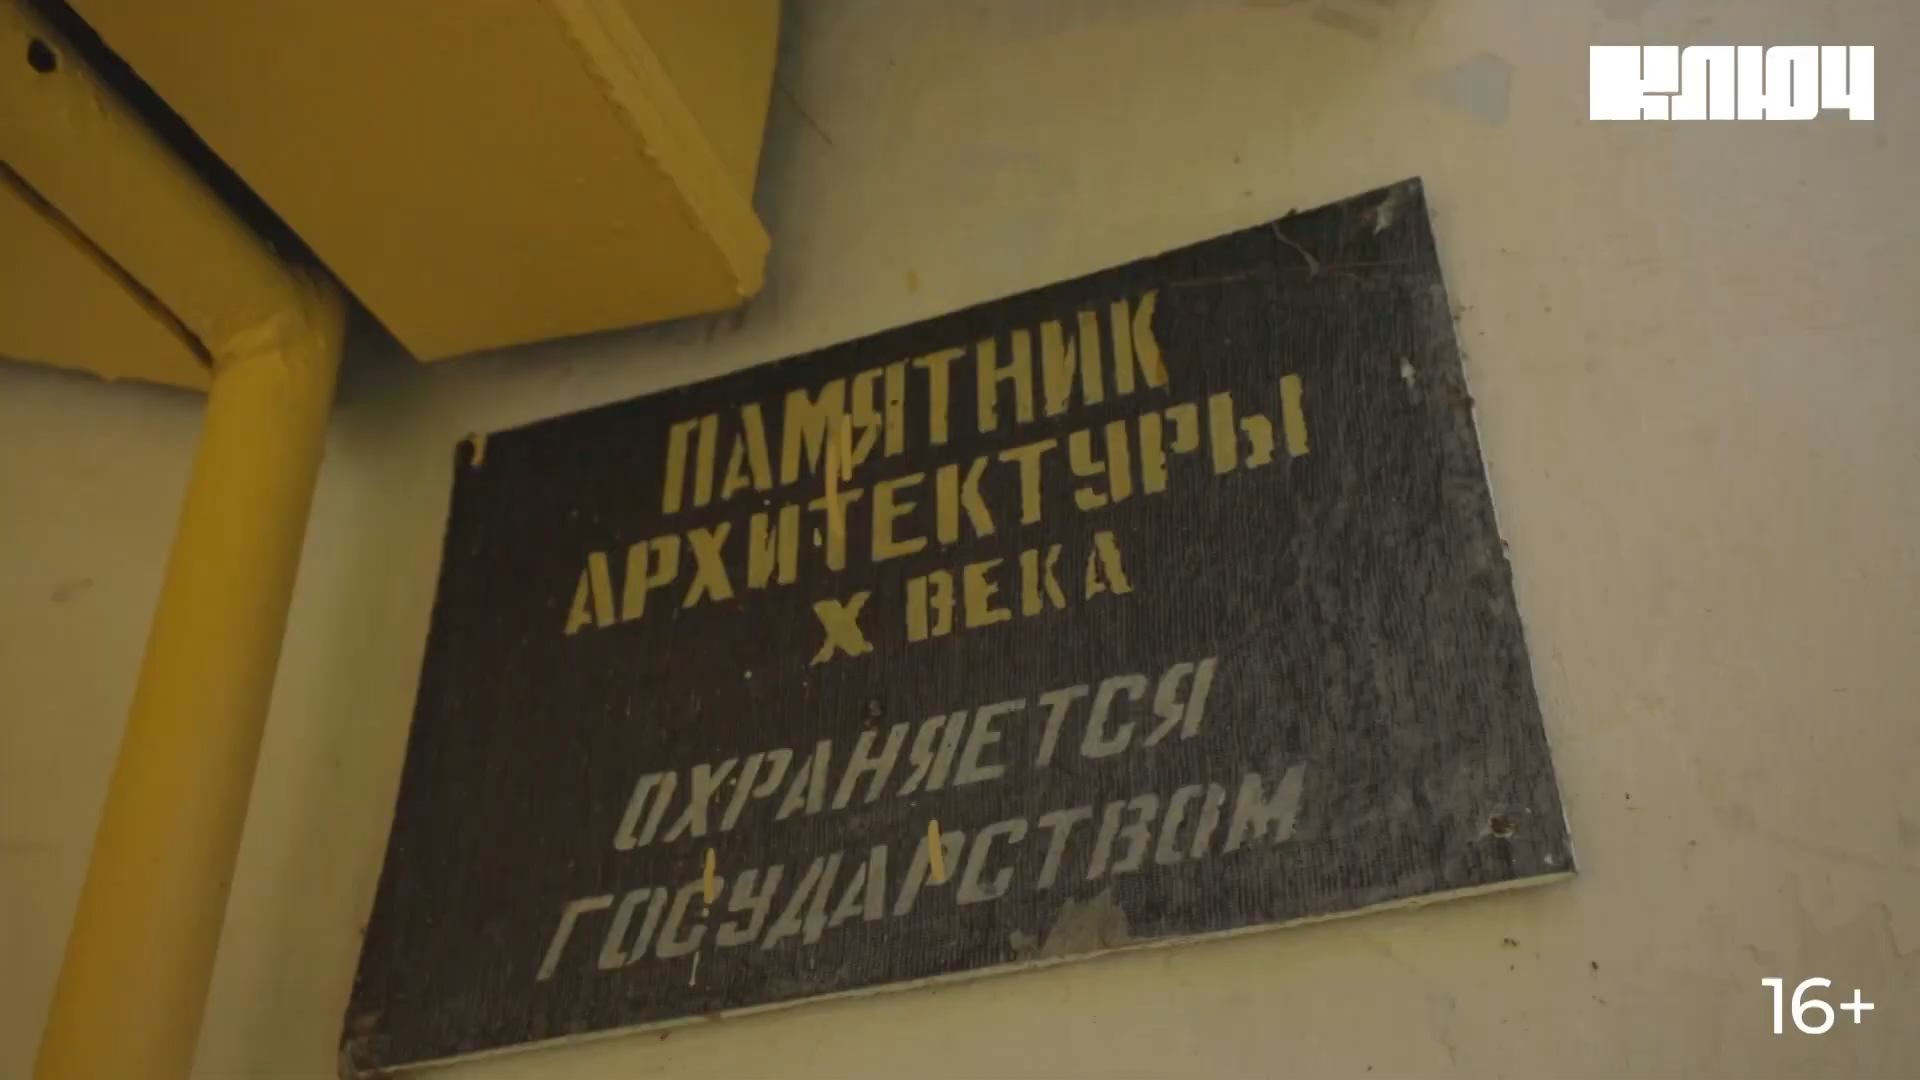 КЛЮЧ
ПАМЯТНИК
АРХИТЕКТУРЫ
X ВЕКА
ОХРАНЯЕТСЯ
ГОСУДАРСТВОМ
16+